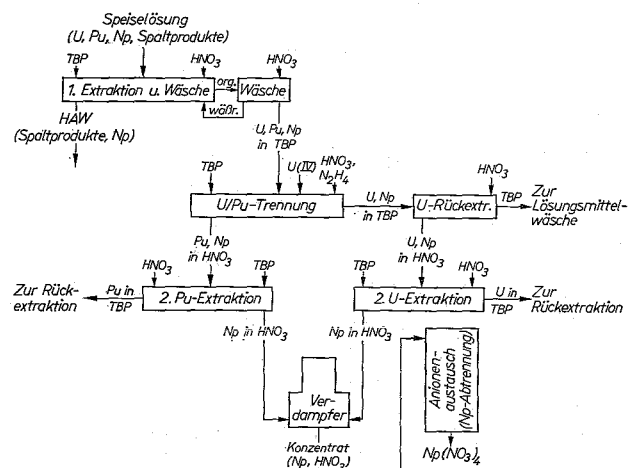 Speiselösung
(U, Pu, Np, Spaltprodukte)
TBP
HNO₃
HNO₃
1. Extraktion u. Wäsche
org.
Wäsche
wäßr.
HAW
(Spaltprodukte, Np)
U, Pu, Np
in TBP
TBP
U(IV)
HNO₃,
N₂H₄
HNO₃
U/Pu-Trennung
U, Np
in TBP
U-Rückextr.
TBP
Zur
Lösungsmittel-
wäsche
Pu, Np
in HNO₃
U, Np
in HNO₃
HNO₃
TBP
TBP
HNO₃
Zur Rück-
extraktion
Pu in
TBP
2. Pu-Extraktion
2. U-Extraktion
U in
TBP
Zur
Rückextraktion
Np in HNO₃
Np in HNO₃
Ver-
dampfer
Anionen-
austausch
(Np-Abtrennung)
Konzentrat
(Np, HNO₃)
Np(NO₃)₄